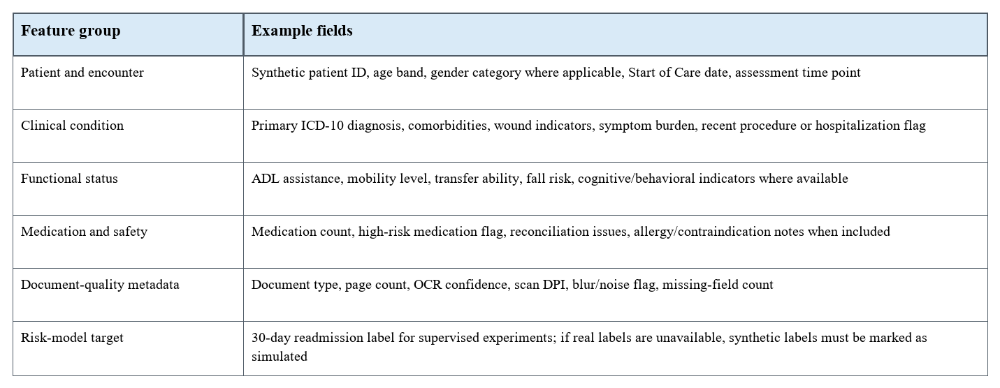 Feature group
Example fields
Patient and encounter
Synthetic patient ID, age band, gender category where applicable, Start of Care date, assessment time point
Clinical condition
Primary ICD-10 diagnosis, comorbidities, wound indicators, symptom burden, recent procedure or hospitalization flag
Functional status
ADL assistance, mobility level, transfer ability, fall risk, cognitive/behavioral indicators where available
Medication and safety
Medication count, high-risk medication flag, reconciliation issues, allergy/contraindication notes when included
Document-quality metadata
Document type, page count, OCR confidence, scan DPI, blur/noise flag, missing-field count
Risk-model target
30-day readmission label for supervised experiments; if real labels are unavailable, synthetic labels must be marked as
simulated